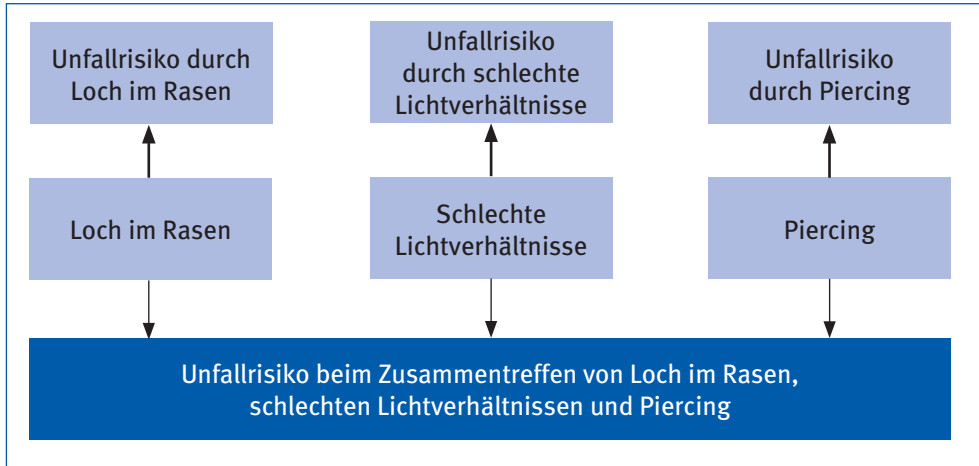 Unfallrisiko durch
Loch im Rasen
Unfallrisiko
durch schlechte
Lichtverhältnisse
Unfallrisiko
durch Piercing
Loch im Rasen
Schlechte
Lichtverhältnisse
Piercing
Unfallrisiko beim Zusammentreffen von Loch im Rasen,
schlechten Lichtverhältnissen und Piercing